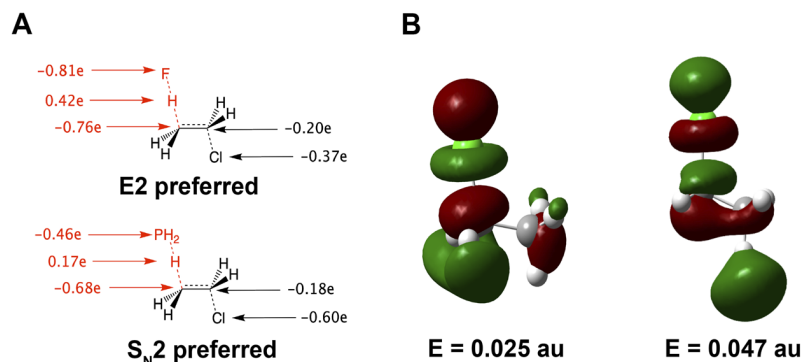 A
B
−0.81e
F
0.42e
H
H
H
−0.76e
−0.20e
H
H
Cl
−0.37e
E2 preferred
−0.46e
PH2
0.17e
H
H
H
−0.68e
−0.18e
H
H
Cl
−0.60e
SN2 preferred
E = 0.025 au
E = 0.047 au